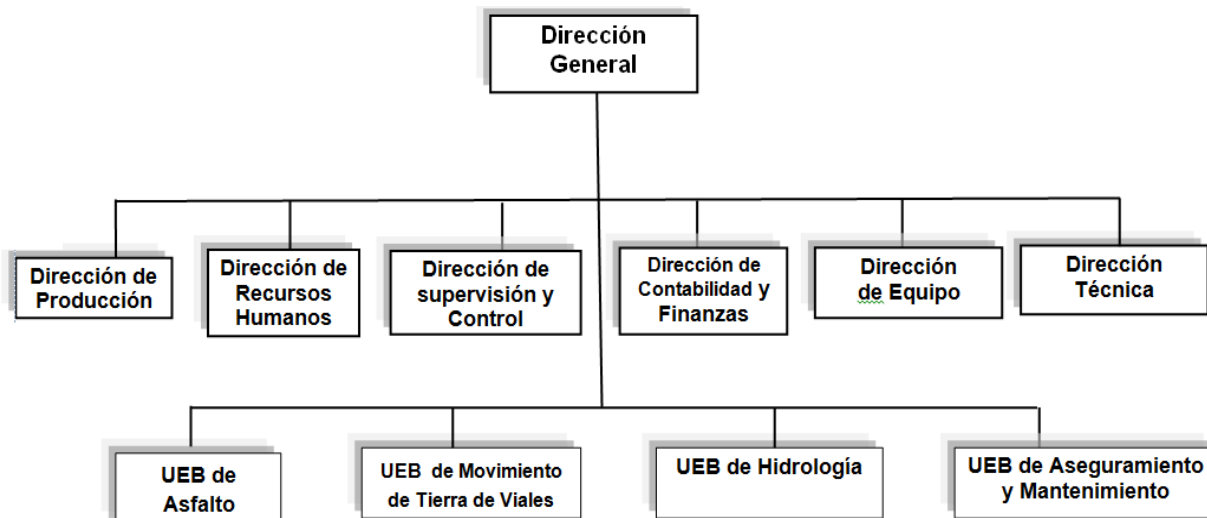 Dirección
General
Dirección de
Producción
Dirección de
Recursos
Humanos
Dirección de
supervisión y
Control
Dirección de
Contabilidad y
Finanzas
Dirección
de Equipo
Dirección
Técnica
UEB de
Asfalto
UEB de Movimiento
de Tierra de Viales
UEB de Hidrología
UEB de Aseguramiento
y Mantenimiento